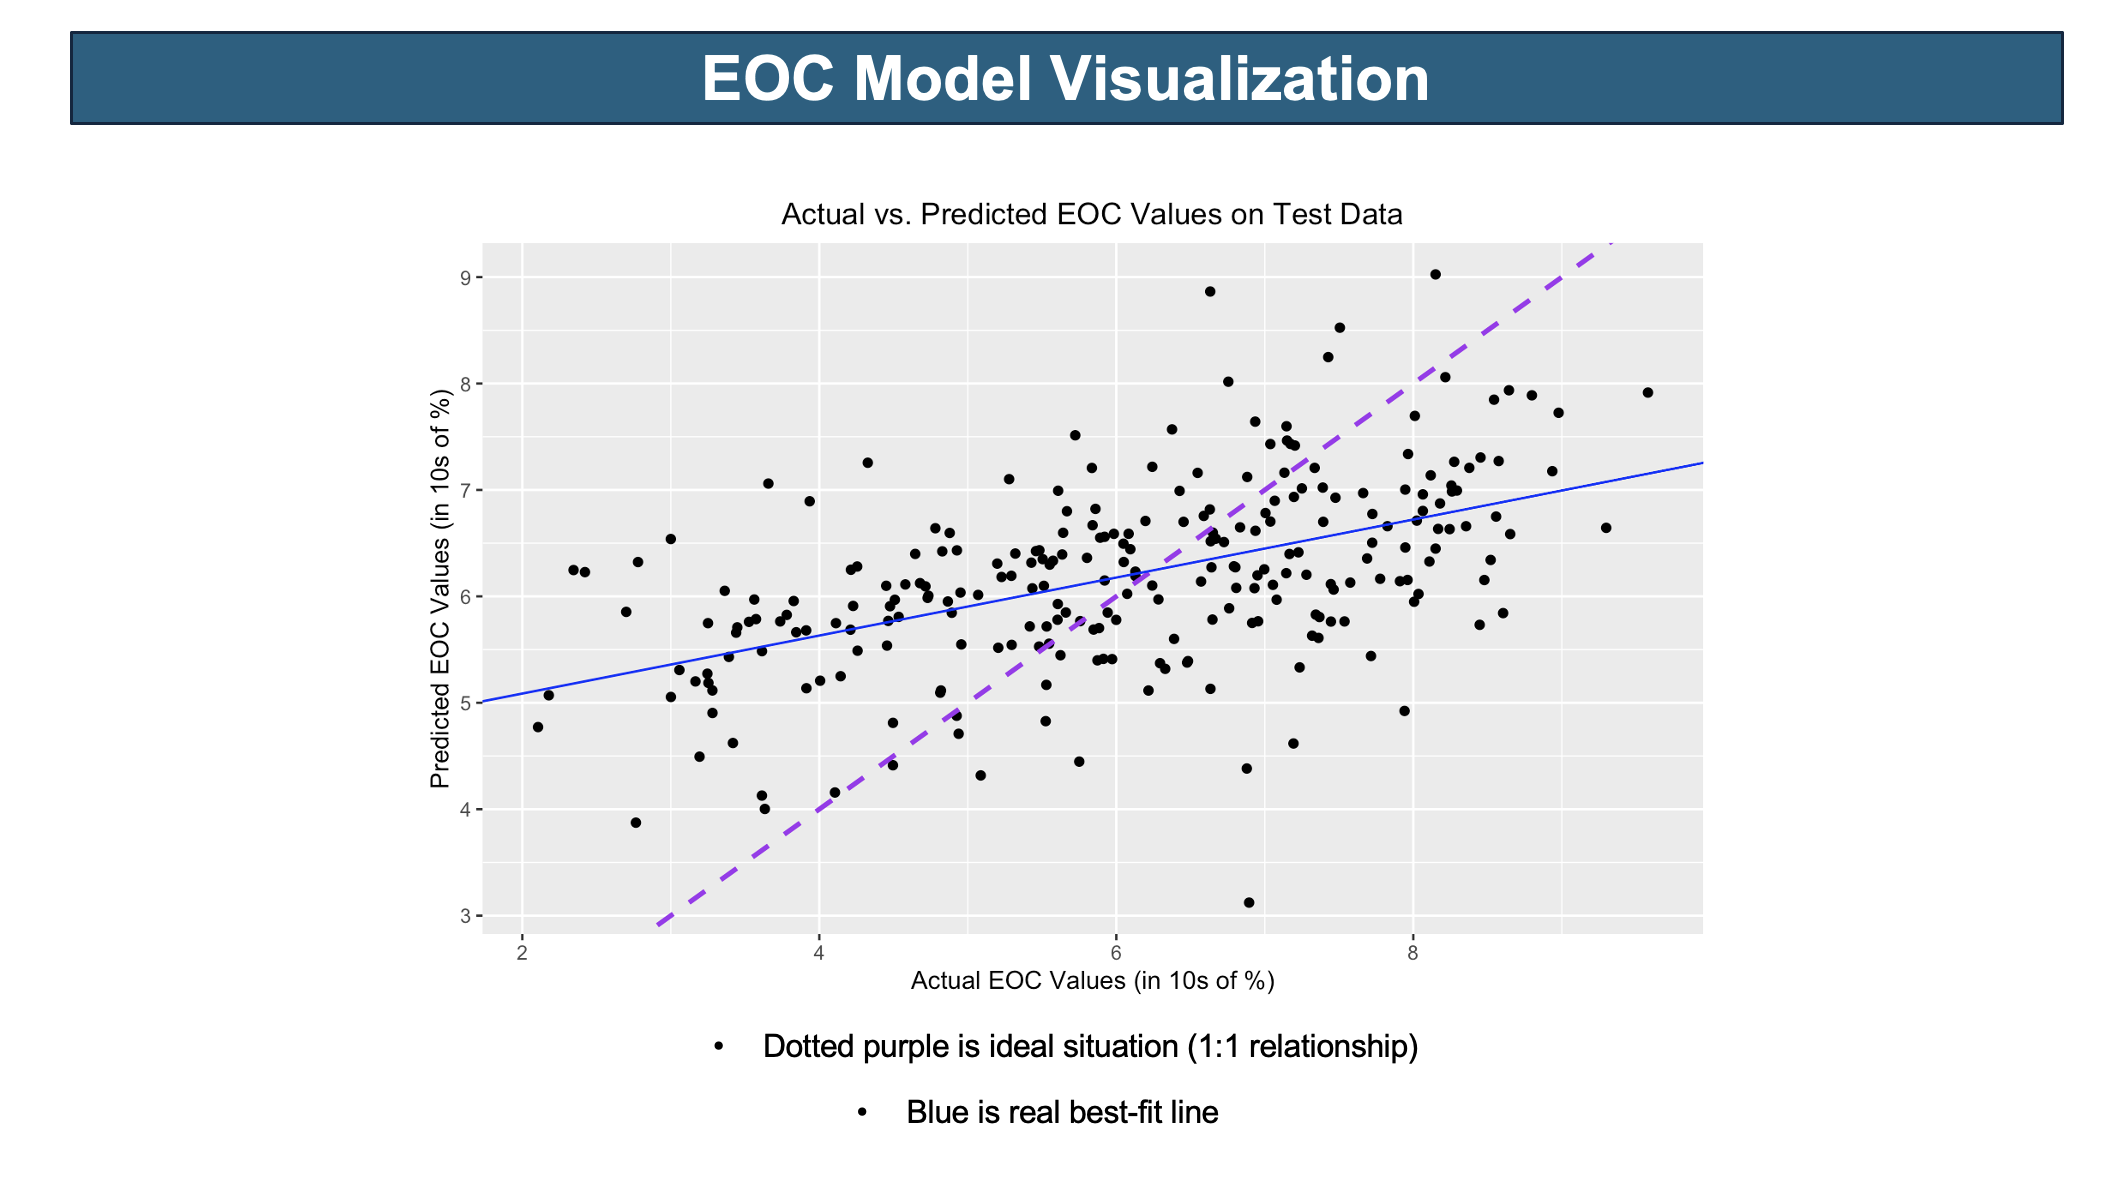 EOC Model Visualization
Actual vs. Predicted EOC Values on Test Data
Predicted EOC Values (in 10s of %)
9
8
7
6
5
4
3
2 4 6 8
Actual EOC Values (in 10s of %)
• Dotted purple is ideal situation (1:1 relationship)
• Blue is real best-fit line